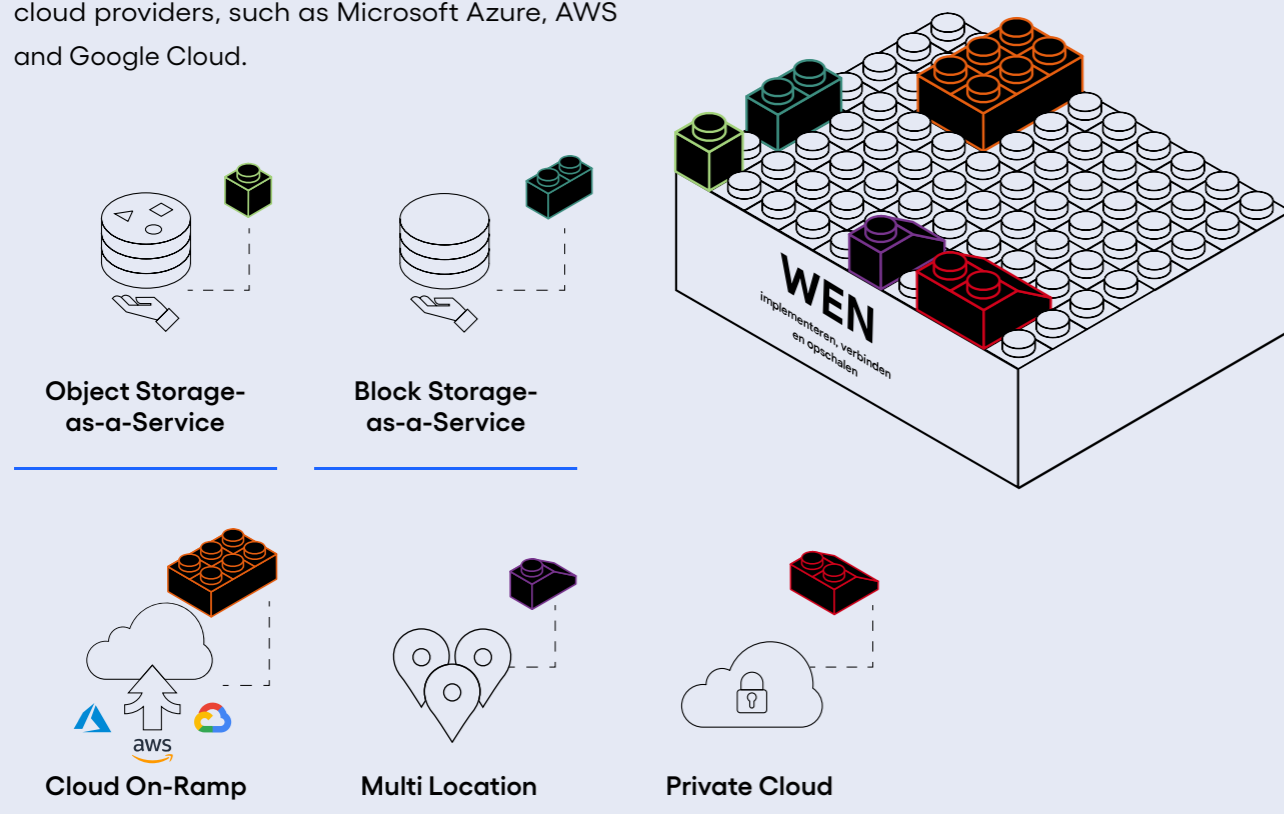 cloud providers, such as Microsoft Azure, AWS
and Google Cloud.
WEN
implementeren, verbinden
en opschalen
Object Storage-
as-a-Service
Block Storage-
as-a-Service
aws
Cloud On-Ramp
Multi Location
Private Cloud